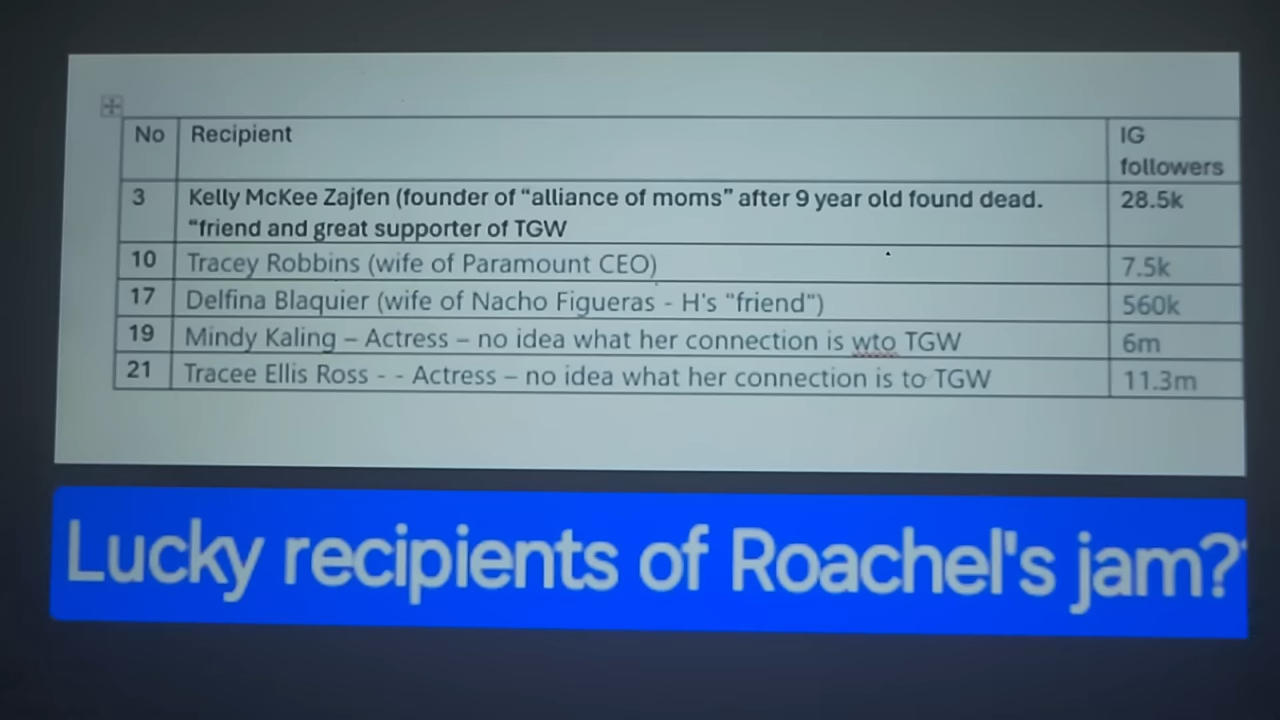 No Recipient IG
followers
3 Kelly McKee Zajfen (founder of “alliance of moms” after 9 year old found dead. 28.5k
“friend and great supporter of TGW
10 Tracey Robbins (wife of Paramount CEO) 7.5k
17 Delfina Blaquier (wife of Nacho Figueras - H's "friend") 560k
19 Mindy Kaling – Actress – no idea what her connection is wto TGW 6m
21 Tracee Ellis Ross - - Actress – no idea what her connection is to TGW 11.3m
Lucky recipients of Roachel's jam?